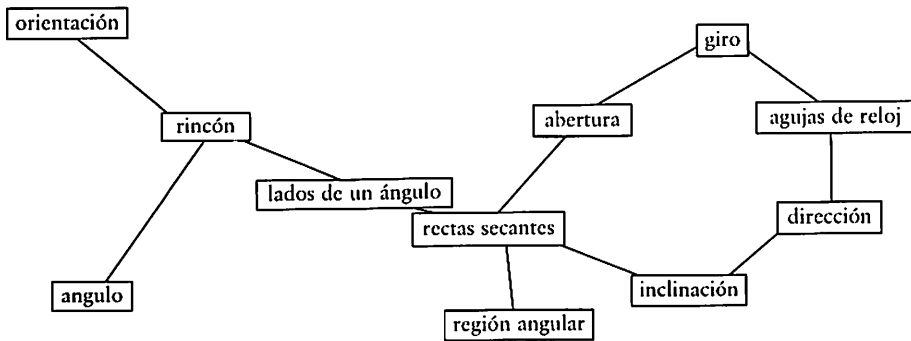 orientación
giro
rincón
abertura
agujas de reloj
lados de un ángulo
rectas secantes
dirección
angulo
inclinación
región angular